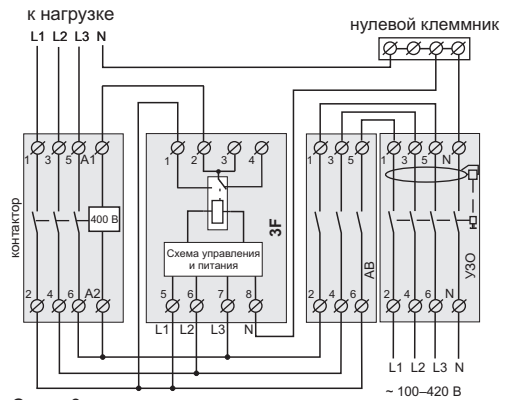 к нагрузке
L1 L2 L3 N
нулевой клеммник
1 3 5 A1
1 2 3 4
1 3 5
1 3 5 N
контактор
400 В
3F
Схема управления
и питания
АВ
УЗО
2 4 6 A2
5 6 7 8
2 4 6
2 4 6 N
L1 L2 L3 N
L1 L2 L3 N
~ 100–420 В